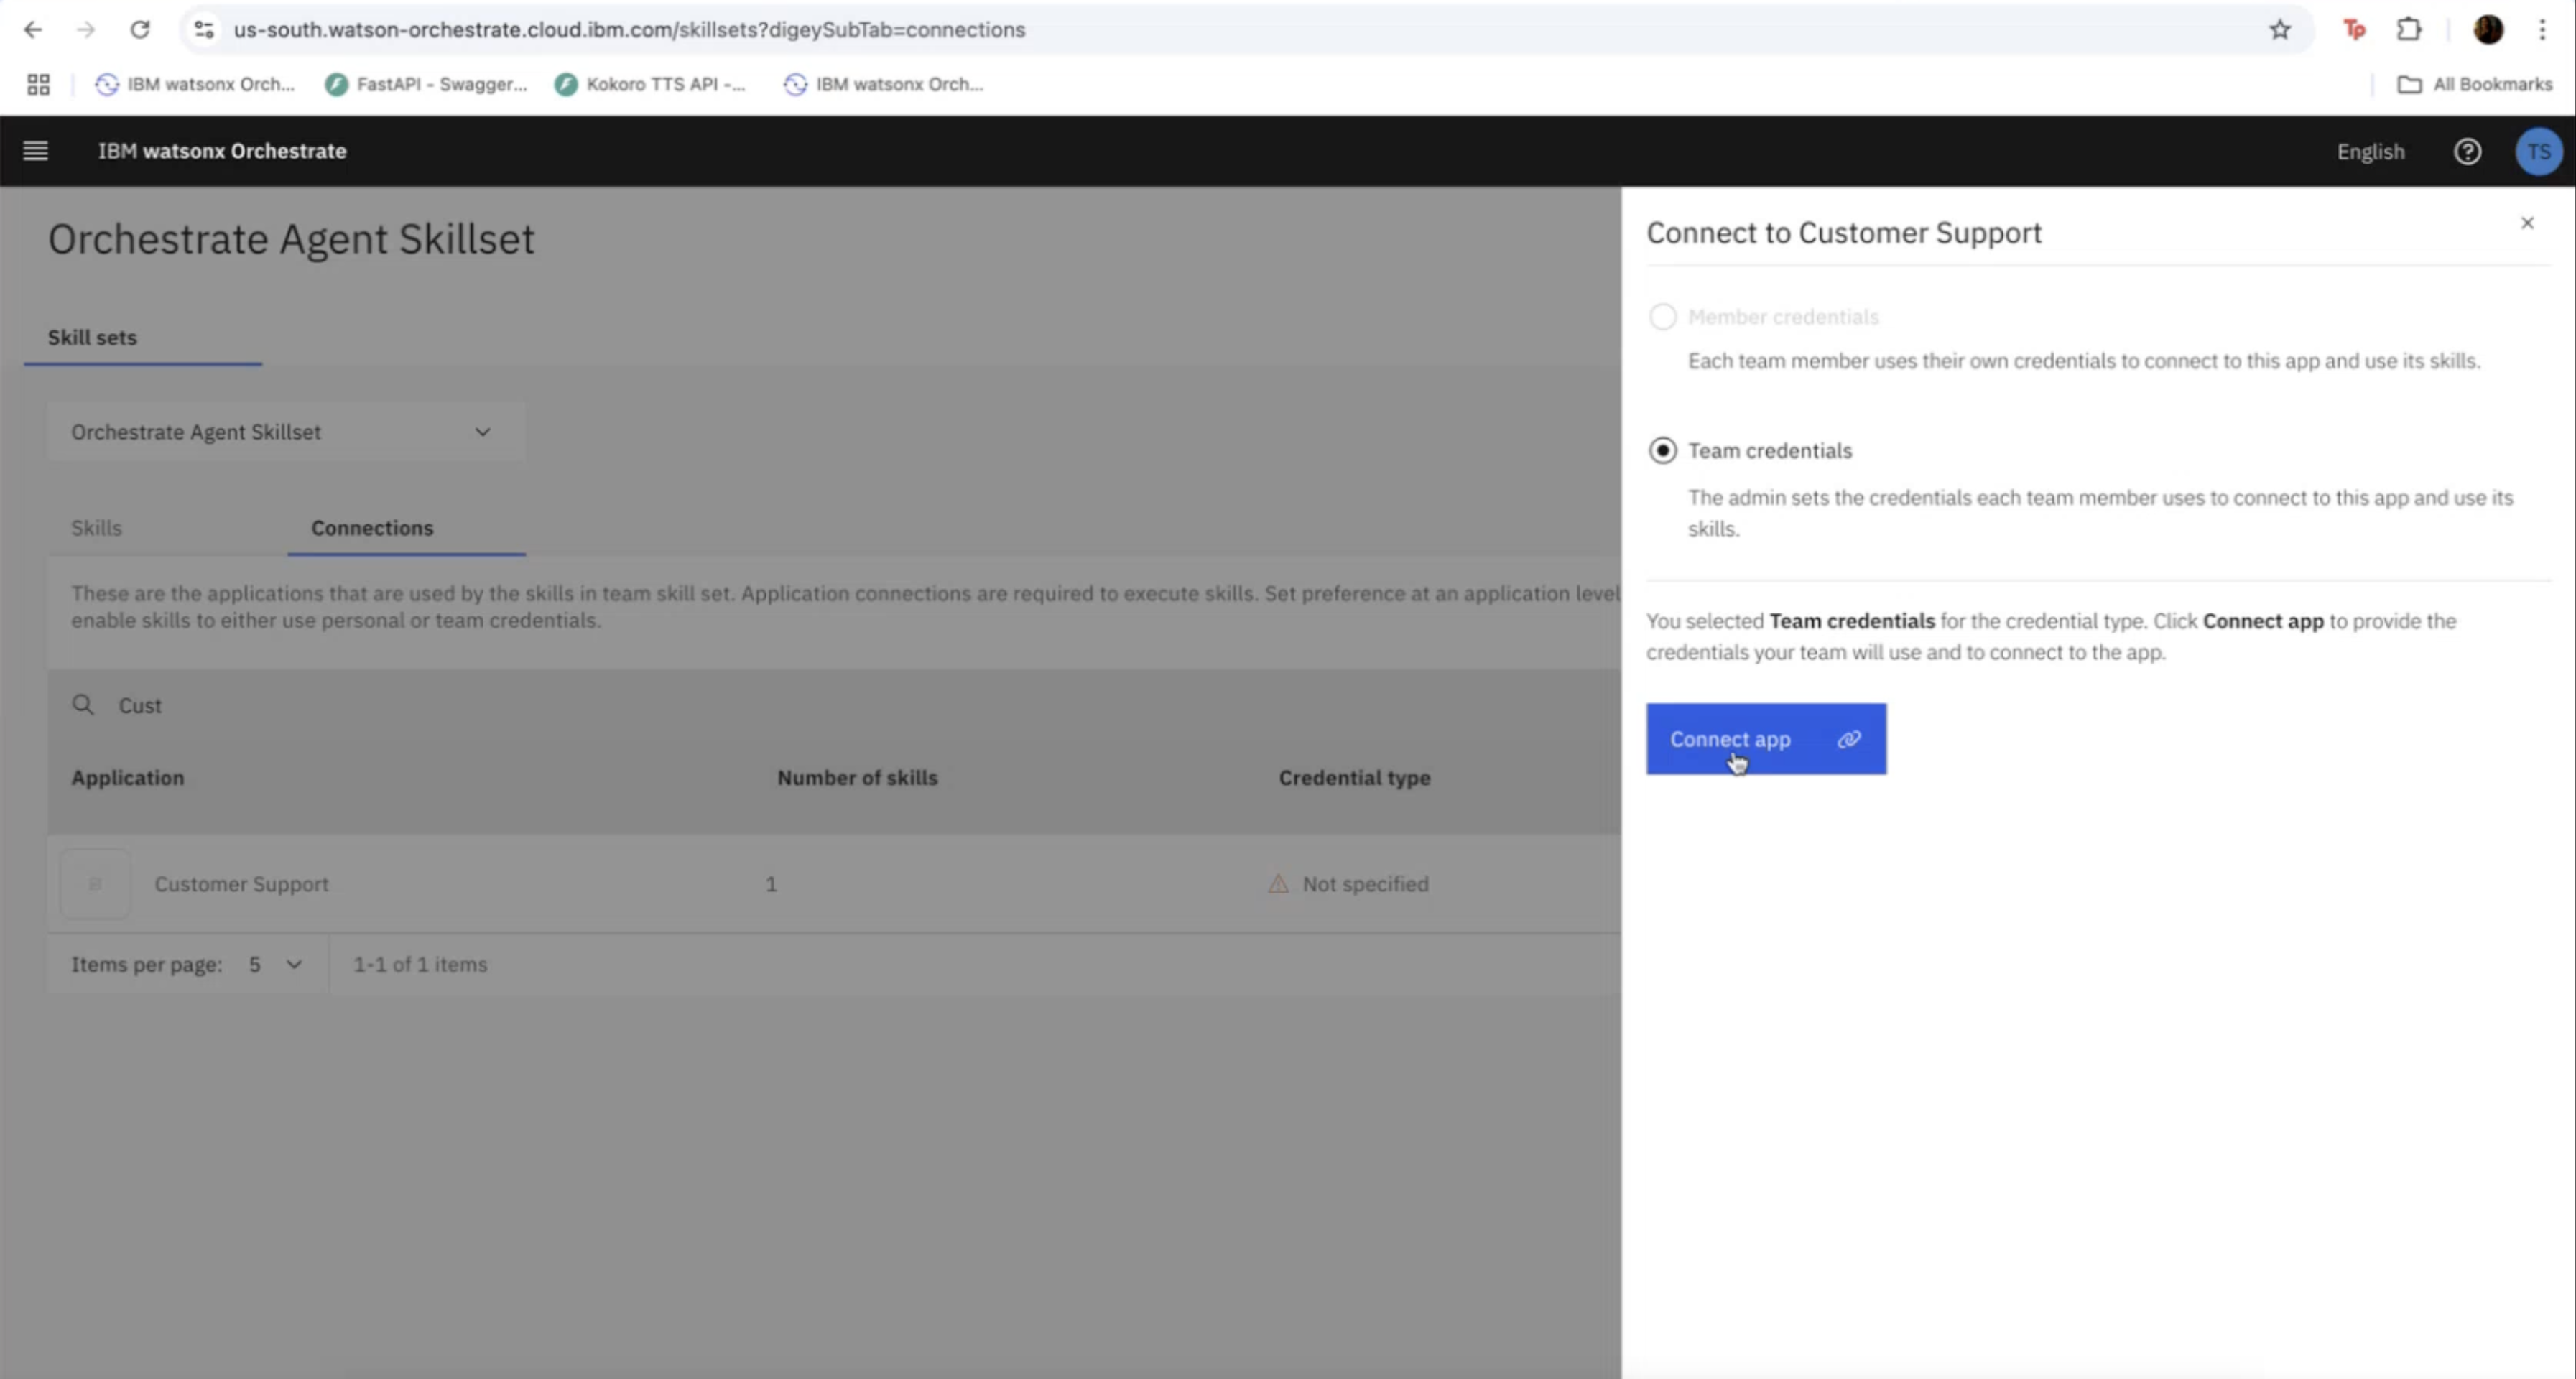 us-south.watson-orchestrate.cloud.ibm.com/skillsets?digeySubTab=connections
Tp
IBM watsonx Orch...
FastAPI - Swagger...
Kokoro TTS API -...
IBM watsonx Orch...
All Bookmarks
IBM watsonx Orchestrate
English
TS
Orchestrate Agent Skillset
Skill sets
Orchestrate Agent Skillset
Skills
Connections
These are the applications that are used by the skills in team skill set. Application connections are required to execute skills. Set preference at an application level
enable skills to either use personal or team credentials.
Cust
Application
Number of skills
Credential type
Customer Support
1
Not specified
Items per page: 5
1-1 of 1 items
Connect to Customer Support
Member credentials
Each team member uses their own credentials to connect to this app and use its skills.
Team credentials
The admin sets the credentials each team member uses to connect to this app and use its
skills.
You selected Team credentials for the credential type. Click Connect app to provide the
credentials your team will use and to connect to the app.
Connect app